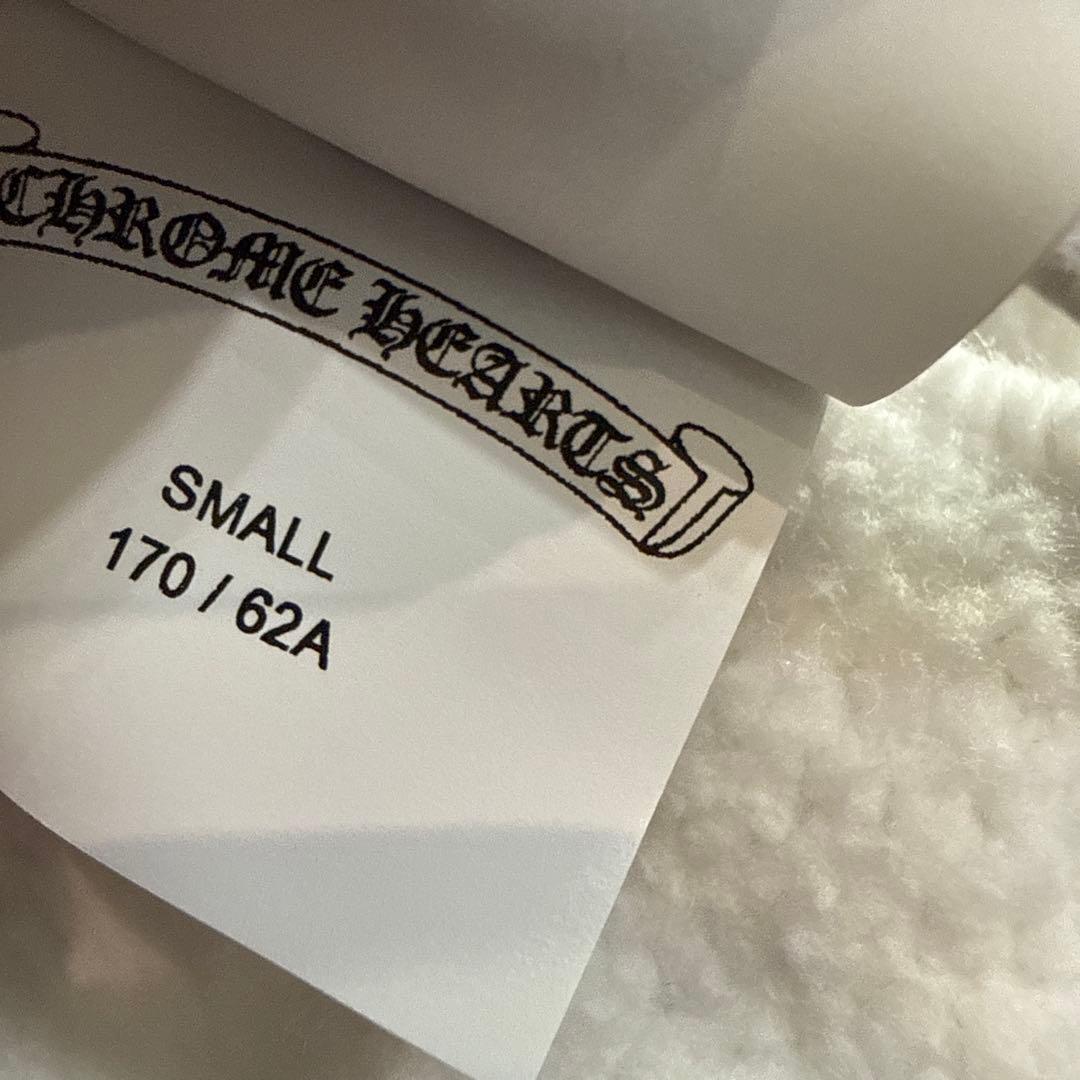 CHROME HEARTS
SMALL
170 / 62A